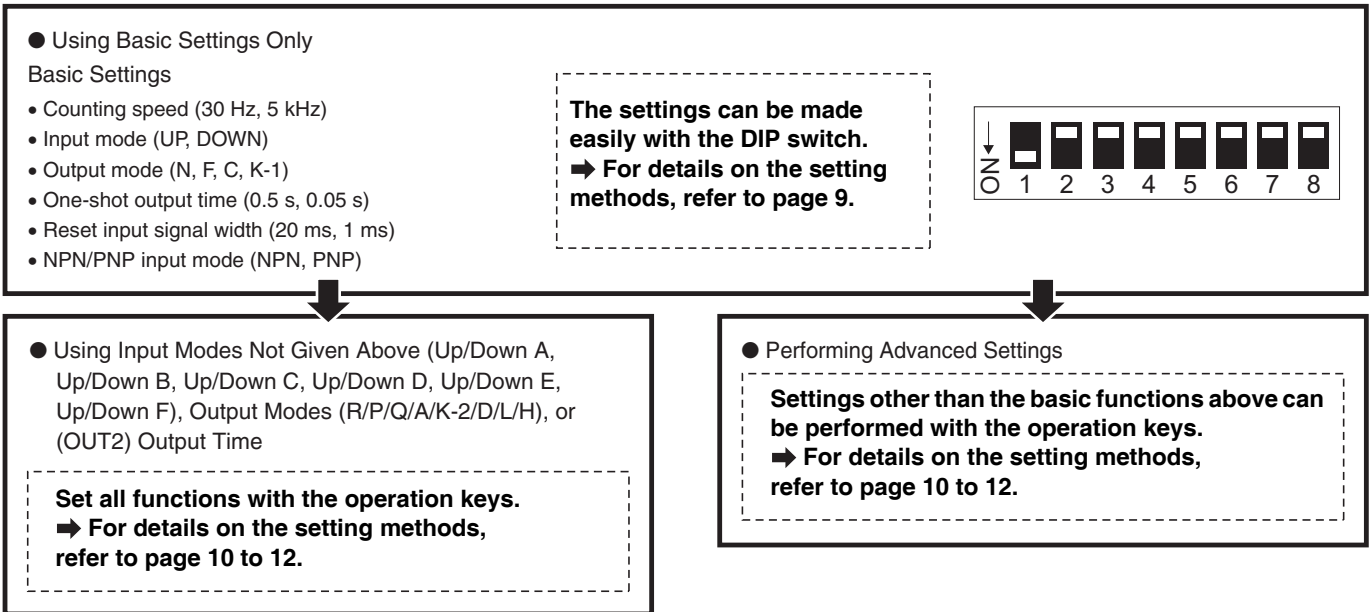 ● Using Basic Settings Only
Basic Settings
• Counting speed (30 Hz, 5 kHz)
• Input mode (UP, DOWN)
• Output mode (N, F, C, K-1)
• One-shot output time (0.5 s, 0.05 s)
• Reset input signal width (20 ms, 1 ms)
• NPN/PNP input mode (NPN, PNP)
The settings can be made
easily with the DIP switch.
➡ For details on the setting
methods, refer to page 9.
ON
1 2 3 4 5 6 7 8
● Using Input Modes Not Given Above (Up/Down A,
Up/Down B, Up/Down C, Up/Down D, Up/Down E,
Up/Down F), Output Modes (R/P/Q/A/K-2/D/L/H), or
(OUT2) Output Time
Set all functions with the operation keys.
➡ For details on the setting methods,
refer to page 10 to 12.
● Performing Advanced Settings
Settings other than the basic functions above can
be performed with the operation keys.
➡ For details on the setting methods,
refer to page 10 to 12.